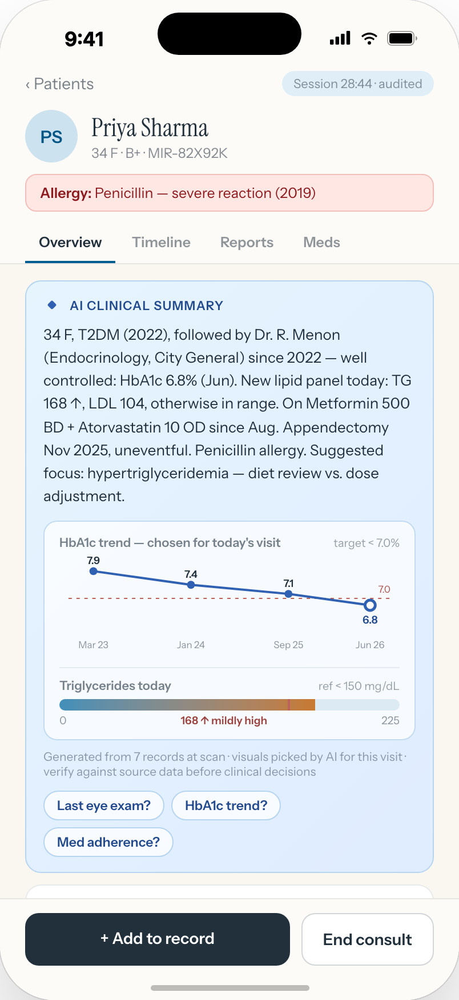 9:41
‹ Patients
Session 28:44 · audited
PS
Priya Sharma
34 F · B+ · MIR-82X92K
Allergy: Penicillin — severe reaction (2019)
Overview Timeline Reports Meds
AI CLINICAL SUMMARY
34 F, T2DM (2022), followed by Dr. R. Menon
(Endocrinology, City General) since 2022 — well
controlled: HbA1c 6.8% (Jun). New lipid panel today: TG
168 ↑, LDL 104, otherwise in range. On Metformin 500
BD + Atorvastatin 10 OD since Aug. Appendectomy
Nov 2025, uneventful. Penicillin allergy. Suggested
focus: hypertriglyceridemia — diet review vs. dose
adjustment.
HbA1c trend — chosen for today's visit
target < 7.0%
7.9
7.4
7.1
7.0
6.8
Mar 23 Jan 24 Sep 25 Jun 26
Triglycerides today
ref < 150 mg/dL
0 168 ↑ mildly high 225
Generated from 7 records at scan · visuals picked by AI for this visit ·
verify against source data before clinical decisions
Last eye exam?
HbA1c trend?
Med adherence?
+ Add to record
End consult